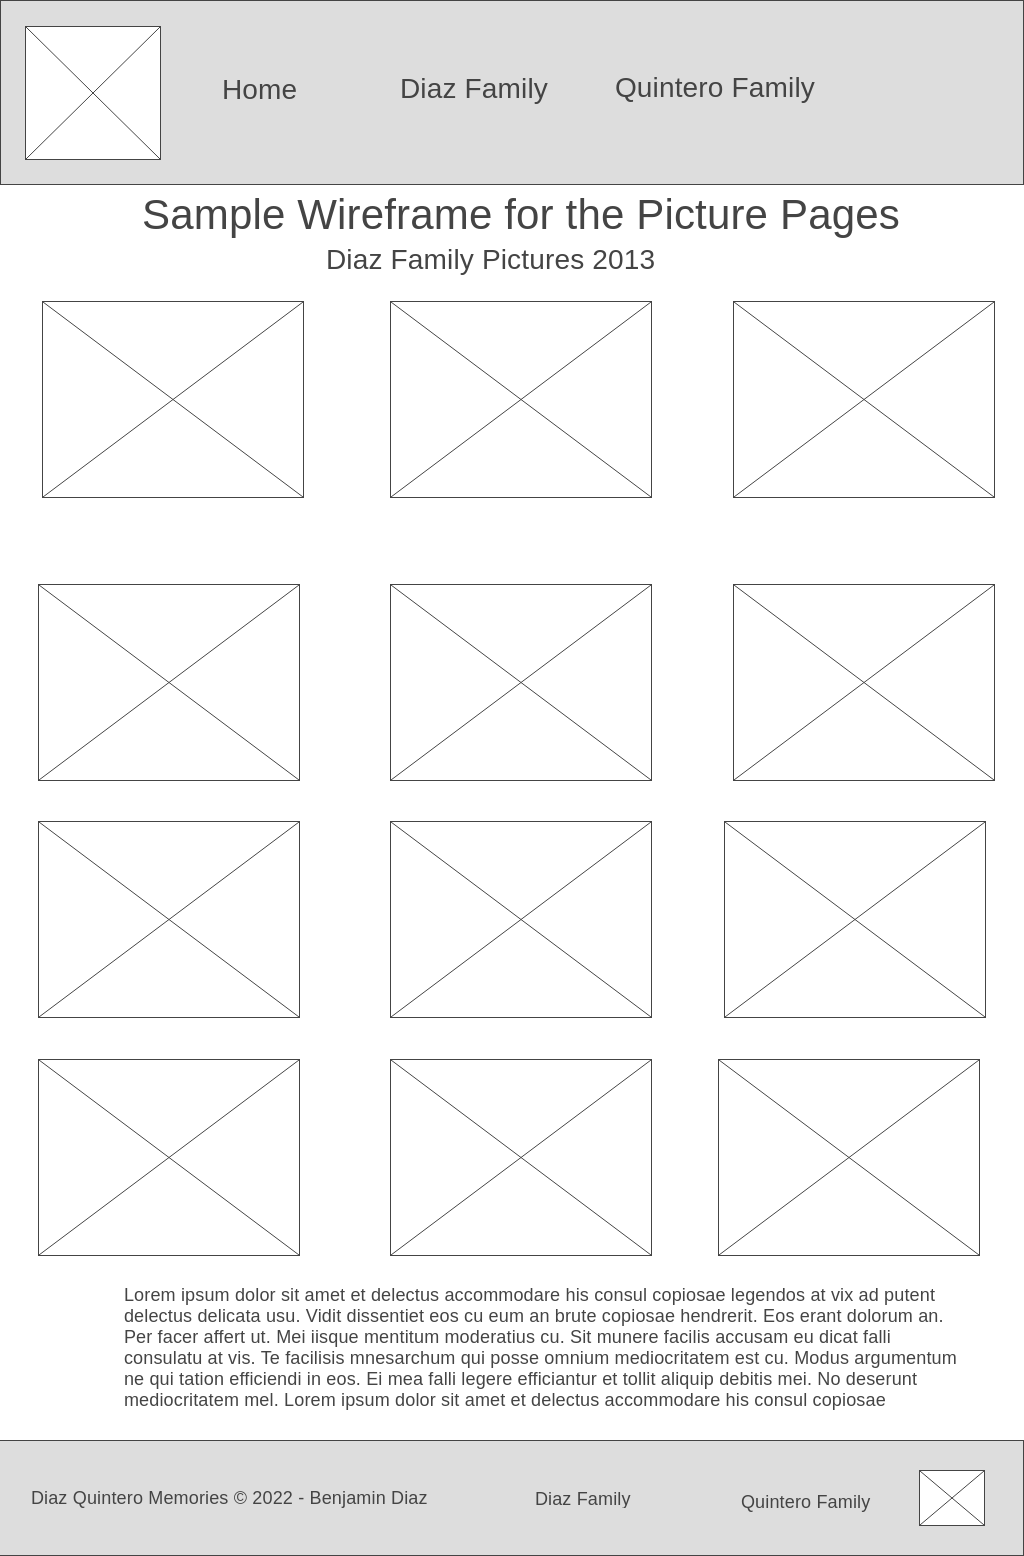 Home
Diaz Family
Quintero Family
Sample Wireframe for the Picture Pages
Diaz Family Pictures 2013
Lorem ipsum dolor sit amet et delectus accommodare his consul copiosae legendos at vix ad putent
delectus delicata usu. Vidit dissentiet eos cu eum an brute copiosae hendrerit. Eos erant dolorum an.
Per facer affert ut. Mei iisque mentitum moderatius cu. Sit munere facilis accusam eu dicat falli
consulatu at vis. Te facilisis mnesarchum qui posse omnium mediocritatem est cu. Modus argumentum
ne qui tation efficiendi in eos. Ei mea falli legere efficiantur et tollit aliquip debitis mei. No deserunt
mediocritatem mel. Lorem ipsum dolor sit amet et delectus accommodare his consul copiosae
Diaz Quintero Memories © 2022 - Benjamin Diaz
Diaz Family
Quintero Family